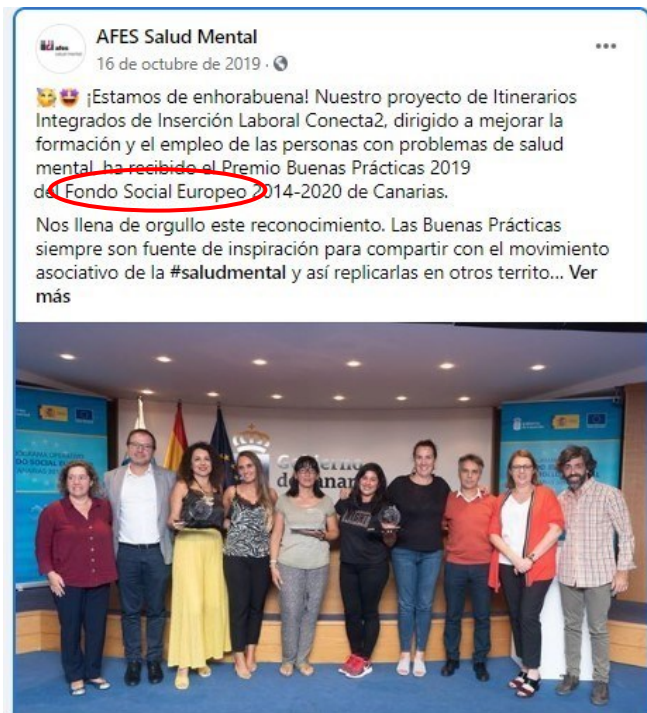 afes
salud mental
AFES Salud Mental
16 de octubre de 2019 ·
¡Estamos de enhorabuena! Nuestro proyecto de Itinerarios
Integrados de Inserción Laboral Conecta2, dirigido a mejorar la
formación y el empleo de las personas con problemas de salud
mental, ha recibido el Premio Buenas Prácticas 2019
del Fondo Social Europeo 2014-2020 de Canarias.
Nos llena de orgullo este reconocimiento. Las Buenas Prácticas
siempre son fuente de inspiración para compartir con el movimiento
asociativo de la #saludmental y así replicarlas en otros territo... Ver
más
Gobierno
de Canar